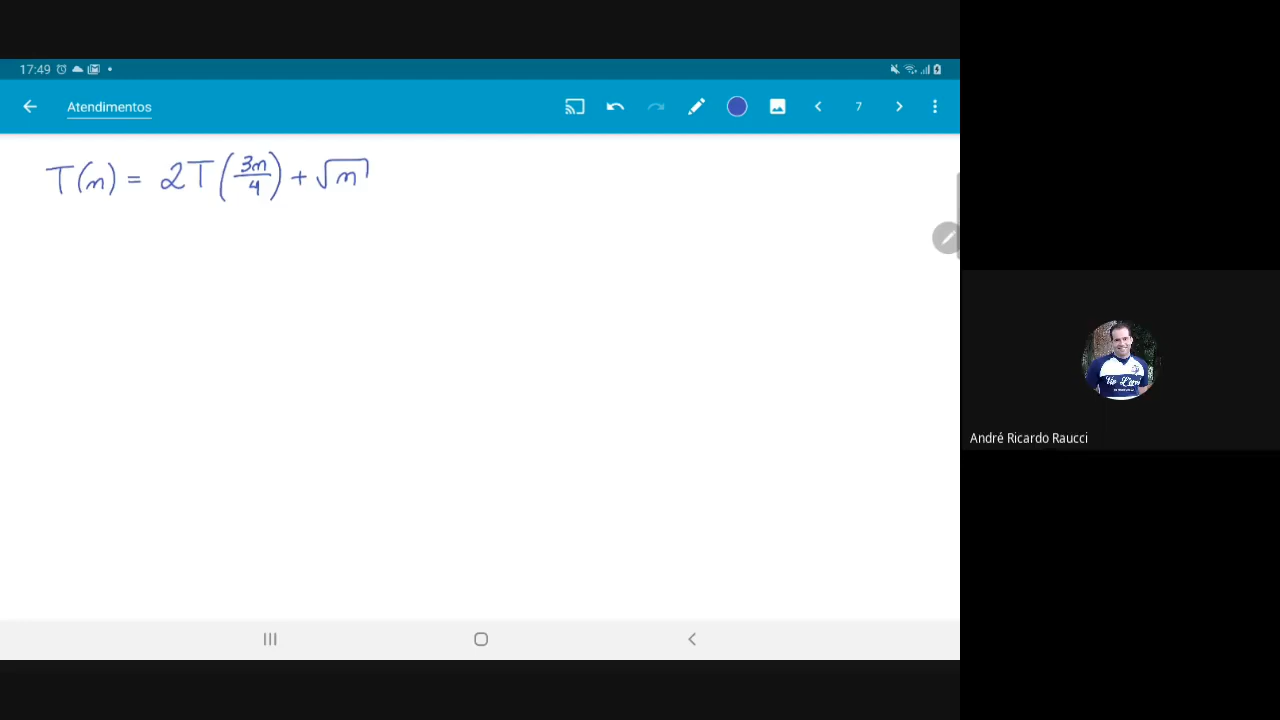 17:49
Atendimentos
7
T(n) = 2T(3n/4) + √n
André Ricardo Raucci